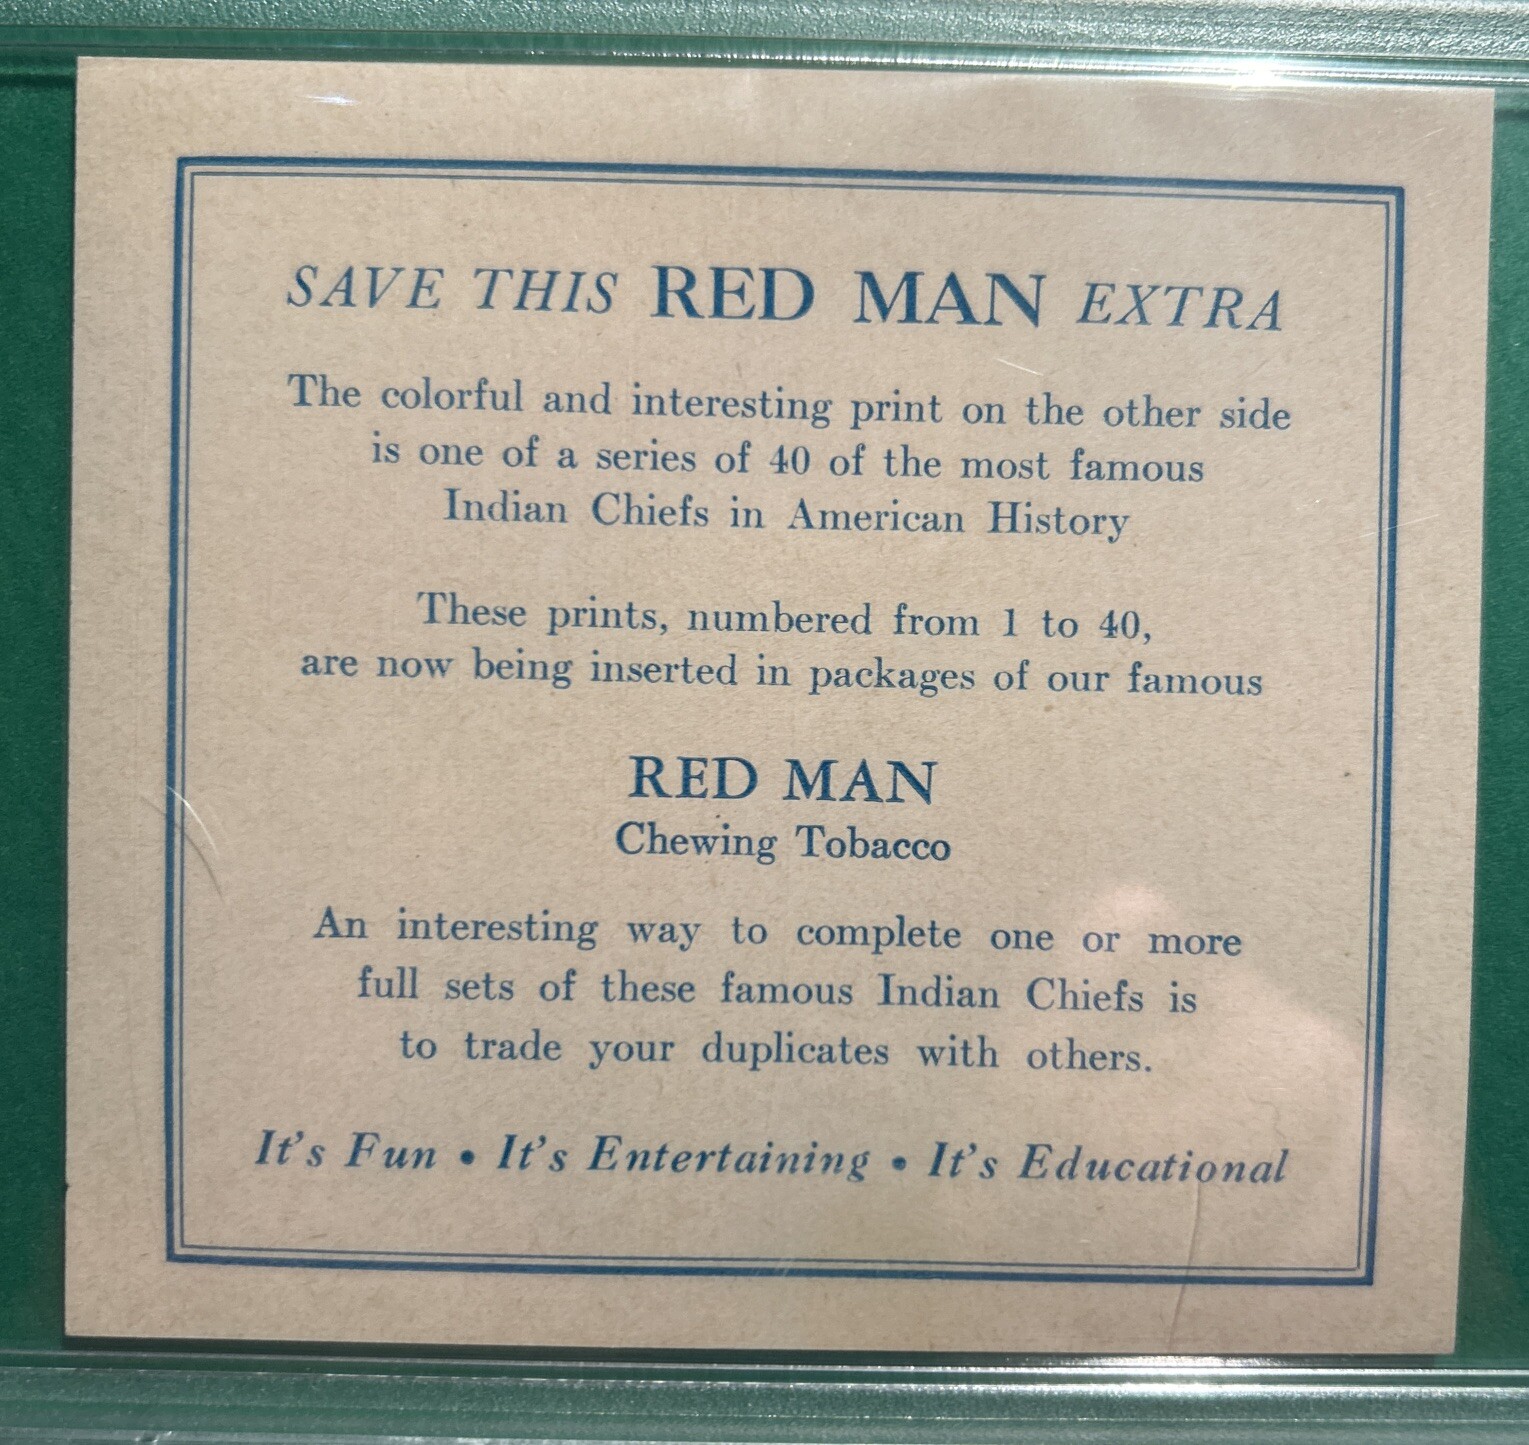 SAVE THIS RED MAN EXTRA
The colorful and interesting print on the other side
is one of a series of 40 of the most famous
Indian Chiefs in American History
These prints, numbered from 1 to 40,
are now being inserted in packages of our famous
RED MAN
Chewing Tobacco
An interesting way to complete one or more
full sets of these famous Indian Chiefs is
to trade your duplicates with others.
It's Fun • It's Entertaining • It's Educational